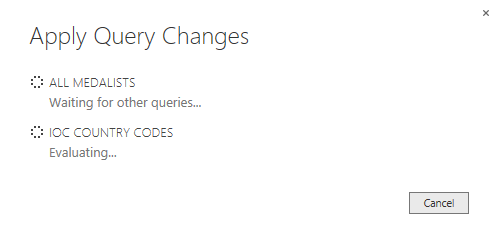 Apply Query Changes
ALL MEDALISTS
Waiting for other queries...
IOC COUNTRY CODES
Evaluating...
Cancel